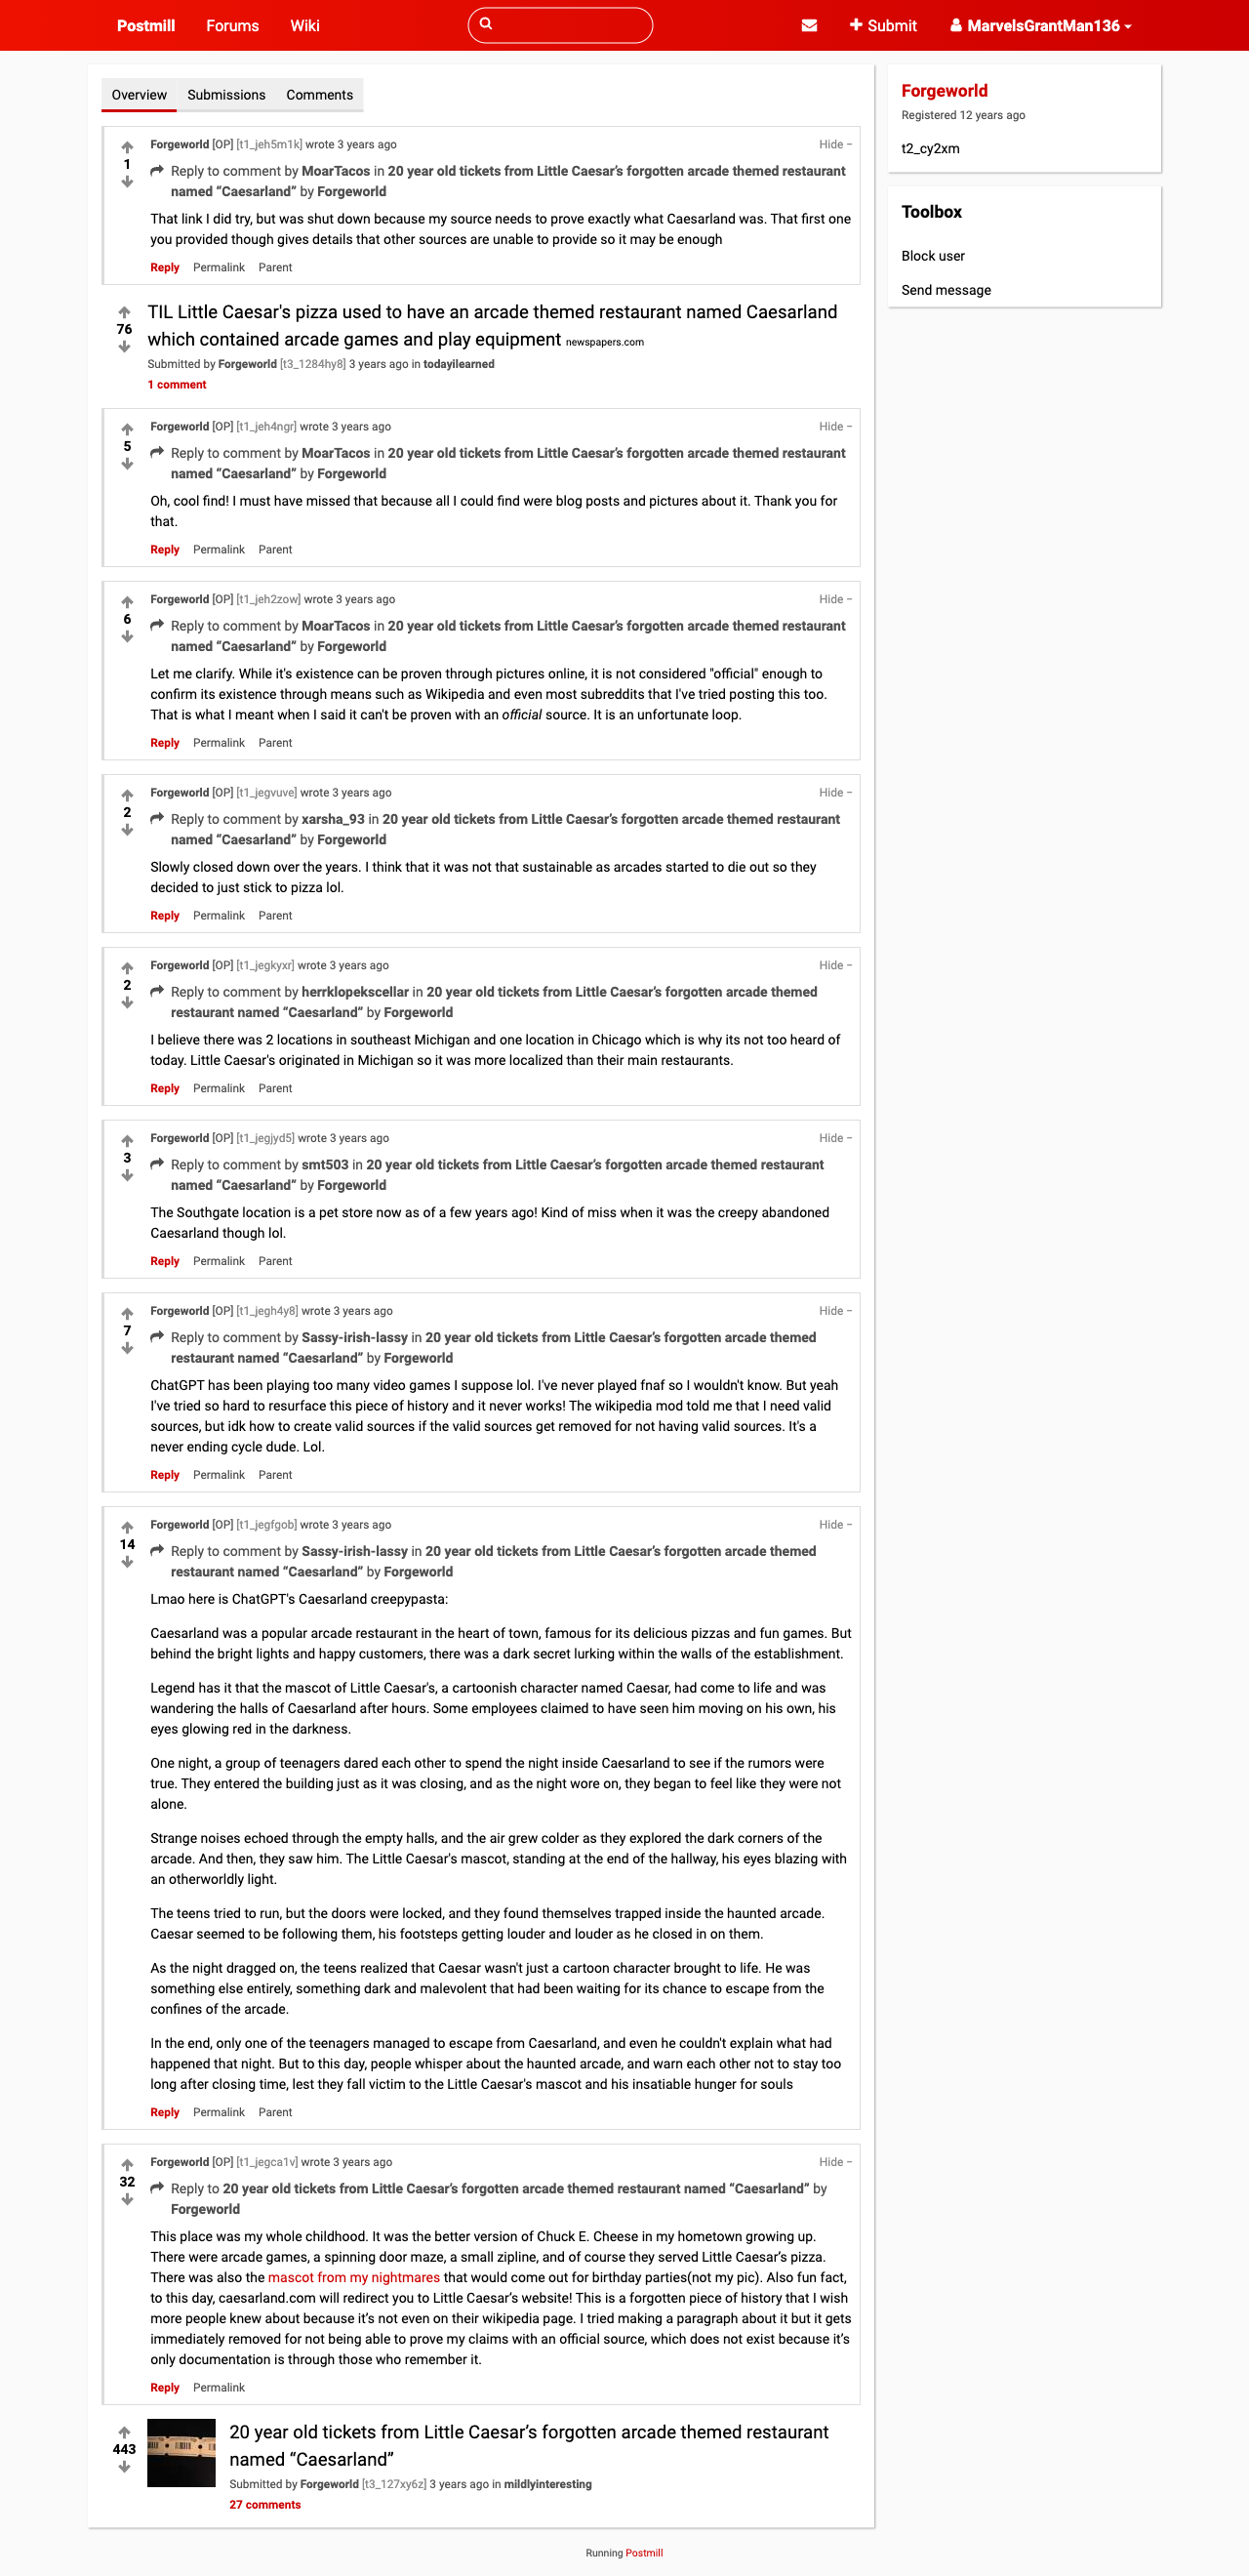 Postmill Forums Wiki Submit MarvelsGrantMan136
Overview Submissions Comments
Forgeworld [OP] [t1_jeh5m1k] wrote 3 years ago Hide −
1
Reply to comment by MoarTacos in 20 year old tickets from Little Caesar’s forgotten arcade themed restaurant
named “Caesarland” by Forgeworld
That link I did try, but was shut down because my source needs to prove exactly what Caesarland was. That first one
you provided though gives details that other sources are unable to provide so it may be enough
Reply Permalink Parent
TIL Little Caesar's pizza used to have an arcade themed restaurant named Caesarland
76
which contained arcade games and play equipment newspapers.com
Submitted by Forgeworld [t3_1284hy8] 3 years ago in todayilearned
1 comment
Forgeworld [OP] [t1_jeh4ngr] wrote 3 years ago Hide −
5
Reply to comment by MoarTacos in 20 year old tickets from Little Caesar’s forgotten arcade themed restaurant
named “Caesarland” by Forgeworld
Oh, cool find! I must have missed that because all I could find were blog posts and pictures about it. Thank you for
that.
Reply Permalink Parent
Forgeworld [OP] [t1_jeh2zow] wrote 3 years ago Hide −
6
Reply to comment by MoarTacos in 20 year old tickets from Little Caesar’s forgotten arcade themed restaurant
named “Caesarland” by Forgeworld
Let me clarify. While it's existence can be proven through pictures online, it is not considered "official" enough to
confirm its existence through means such as Wikipedia and even most subreddits that I've tried posting this too.
That is what I meant when I said it can't be proven with an official source. It is an unfortunate loop.
Reply Permalink Parent
Forgeworld [OP] [t1_jegvuve] wrote 3 years ago Hide −
2
Reply to comment by xarsha_93 in 20 year old tickets from Little Caesar’s forgotten arcade themed restaurant
named “Caesarland” by Forgeworld
Slowly closed down over the years. I think that it was not that sustainable as arcades started to die out so they
decided to just stick to pizza lol.
Reply Permalink Parent
Forgeworld [OP] [t1_jegkyxr] wrote 3 years ago Hide −
2
Reply to comment by herrklopekscellar in 20 year old tickets from Little Caesar’s forgotten arcade themed
restaurant named “Caesarland” by Forgeworld
I believe there was 2 locations in southeast Michigan and one location in Chicago which is why its not too heard of
today. Little Caesar's originated in Michigan so it was more localized than their main restaurants.
Reply Permalink Parent
Forgeworld [OP] [t1_jegjyd5] wrote 3 years ago Hide −
3
Reply to comment by smt503 in 20 year old tickets from Little Caesar’s forgotten arcade themed restaurant
named “Caesarland” by Forgeworld
The Southgate location is a pet store now as of a few years ago! Kind of miss when it was the creepy abandoned
Caesarland though lol.
Reply Permalink Parent
Forgeworld [OP] [t1_jegh4y8] wrote 3 years ago Hide −
7
Reply to comment by Sassy-irish-lassy in 20 year old tickets from Little Caesar’s forgotten arcade themed
restaurant named “Caesarland” by Forgeworld
ChatGPT has been playing too many video games I suppose lol. I've never played fnaf so I wouldn't know. But yeah
I've tried so hard to resurface this piece of history and it never works! The wikipedia mod told me that I need valid
sources, but idk how to create valid sources if the valid sources get removed for not having valid sources. It's a
never ending cycle dude. Lol.
Reply Permalink Parent
Forgeworld [OP] [t1_jegfgob] wrote 3 years ago Hide −
14
Reply to comment by Sassy-irish-lassy in 20 year old tickets from Little Caesar’s forgotten arcade themed
restaurant named “Caesarland” by Forgeworld
Lmao here is ChatGPT's Caesarland creepypasta:
Caesarland was a popular arcade restaurant in the heart of town, famous for its delicious pizzas and fun games. But
behind the bright lights and happy customers, there was a dark secret lurking within the walls of the establishment.
Legend has it that the mascot of Little Caesar's, a cartoonish character named Caesar, had come to life and was
wandering the halls of Caesarland after hours. Some employees claimed to have seen him moving on his own, his
eyes glowing red in the darkness.
One night, a group of teenagers dared each other to spend the night inside Caesarland to see if the rumors were
true. They entered the building just as it was closing, and as the night wore on, they began to feel like they were not
alone.
Strange noises echoed through the empty halls, and the air grew colder as they explored the dark corners of the
arcade. And then, they saw him. The Little Caesar's mascot, standing at the end of the hallway, his eyes blazing with
an otherworldly light.
The teens tried to run, but the doors were locked, and they found themselves trapped inside the haunted arcade.
Caesar seemed to be following them, his footsteps getting louder and louder as he closed in on them.
As the night dragged on, the teens realized that Caesar wasn't just a cartoon character brought to life. He was
something else entirely, something dark and malevolent that had been waiting for its chance to escape from the
confines of the arcade.
In the end, only one of the teenagers managed to escape from Caesarland, and even he couldn't explain what had
happened that night. But to this day, people whisper about the haunted arcade, and warn each other not to stay too
long after closing time, lest they fall victim to the Little Caesar's mascot and his insatiable hunger for souls
Reply Permalink Parent
Forgeworld [OP] [t1_jegca1v] wrote 3 years ago Hide −
32
Reply to 20 year old tickets from Little Caesar’s forgotten arcade themed restaurant named “Caesarland” by
Forgeworld
This place was my whole childhood. It was the better version of Chuck E. Cheese in my hometown growing up.
There were arcade games, a spinning door maze, a small zipline, and of course they served Little Caesar’s pizza.
There was also the mascot from my nightmares that would come out for birthday parties(not my pic). Also fun fact,
to this day, caesarland.com will redirect you to Little Caesar’s website! This is a forgotten piece of history that I wish
more people knew about because it’s not even on their wikipedia page. I tried making a paragraph about it but it gets
immediately removed for not being able to prove my claims with an official source, which does not exist because it’s
only documentation is through those who remember it.
Reply Permalink
20 year old tickets from Little Caesar’s forgotten arcade themed restaurant
443
named “Caesarland”
Submitted by Forgeworld [t3_127xy6z] 3 years ago in mildlyinteresting
27 comments
Forgeworld
Registered 12 years ago
t2_cy2xm
Toolbox
Block user
Send message
Running Postmill